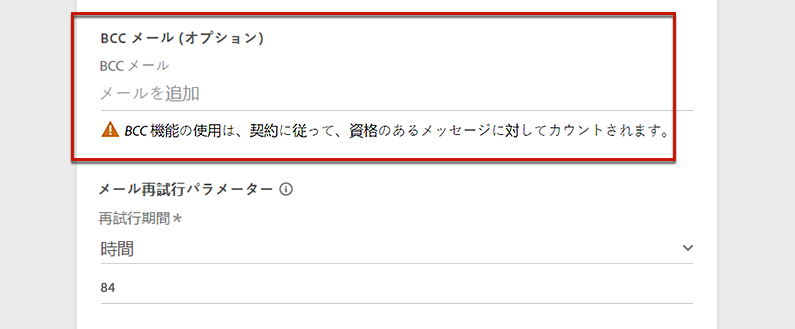 BCC メール (オプション)
BCC メール
メールを追加
BCC 機能の使用は、契約に従って、資格のあるメッセージに対してカウントされます。
メール再試行パラメーター
再試行期間*
時間
84